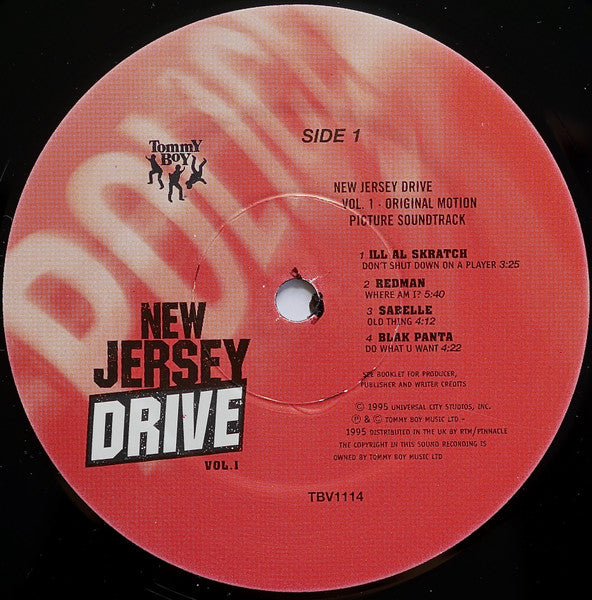 POLICE
Tommy
BOY
SIDE 1
NEW JERSEY DRIVE
VOL. 1 - ORIGINAL MOTION
PICTURE SOUNDTRACK
1 ILL AL SKRATCH
DON'T SHUT DOWN ON A PLAYER 3:25
2 REDMAN
WHERE AM I? 5:40
3 SABELLE
OLD THING 4:12
4 BLAK PANTA
DO WHAT U WANT 4:22
SEE BOOKLET FOR PRODUCER,
PUBLISHER AND WRITER CREDITS
© 1995 UNIVERSAL CITY STUDIOS, INC.
℗ & © TOMMY BOY MUSIC LTD -
1995 DISTRIBUTED IN THE UK BY RTM/PINNACLE
THE COPYRIGHT IN THIS SOUND RECORDING IS
OWNED BY TOMMY BOY MUSIC LTD
NEW
JERSEY
DRIVE
VOL.1
TBV1114